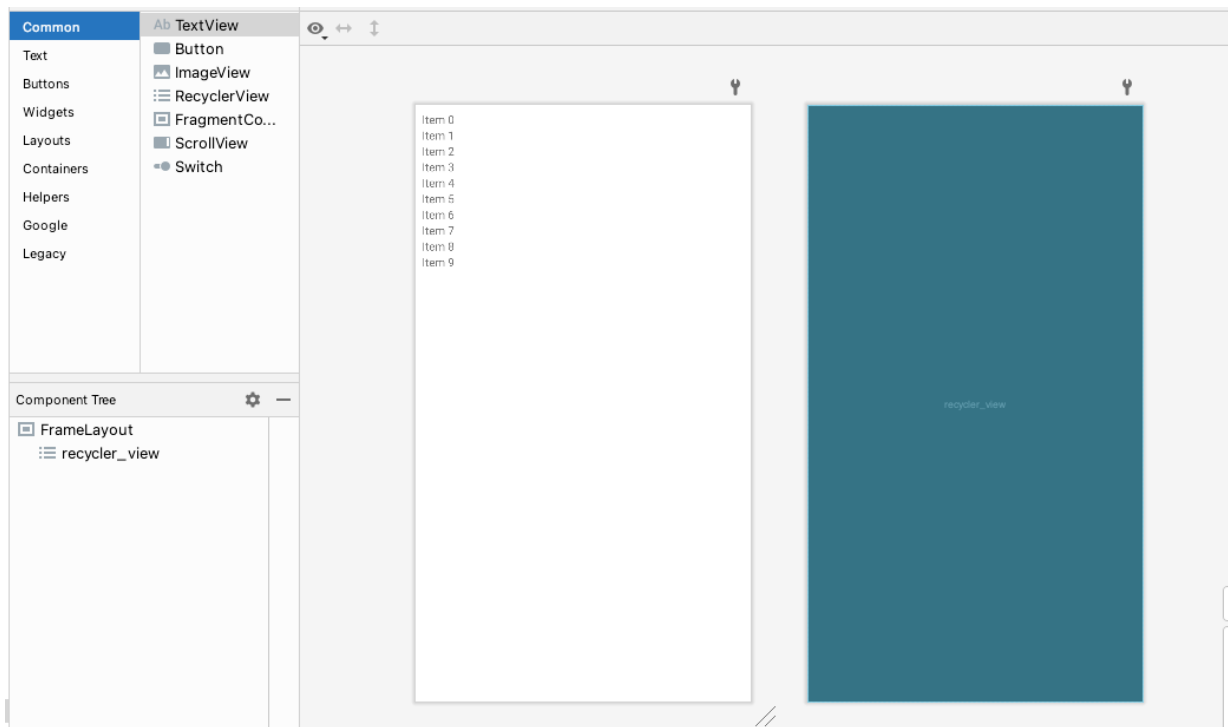 Common
Text
Buttons
Widgets
Layouts
Containers
Helpers
Google
Legacy
Ab TextView
Button
ImageView
RecyclerView
FragmentCo...
ScrollView
Switch
Component Tree
FrameLayout
recycler_view
Item 0
Item 1
Item 2
Item 3
Item 4
Item 5
Item 6
Item 7
Item 8
Item 9
recycler_view